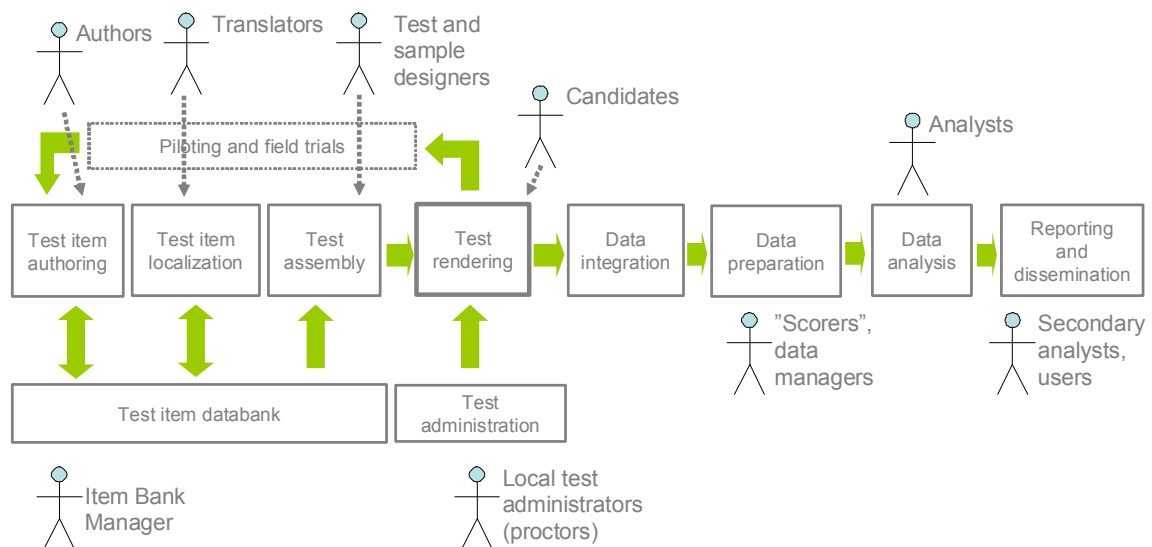 Authors
Translators
Test and
sample
designers
Candidates
Analysts
Piloting and field trials
Test item
authoring
Test item
localization
Test
assembly
Test
rendering
Data
integration
Data
preparation
Data
analysis
Reporting
and
dissemination
”Scorers”,
data
managers
Secondary
analysts,
users
Test item databank
Test
administration
Item Bank
Manager
Local test
administrators
(proctors)